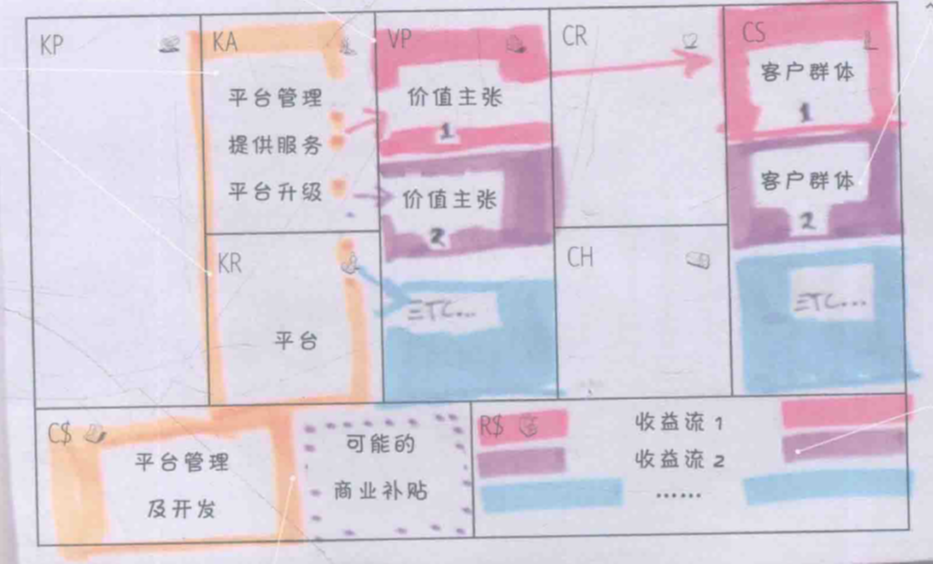 KP
KA
平台管理
提供服务
平台升级
VP
价值主张
1
价值主张
2
ETC...
CR
CS
客户群体
1
客户群体
2
ETC...
KR
平台
CH
C$
平台管理
及开发
可能的
商业补贴
R$
收益流 1
收益流 2
……